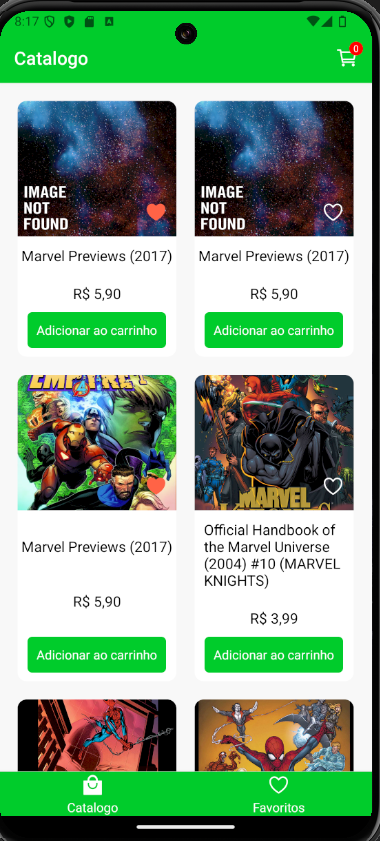 8:17
Catalogo
0
IMAGE
NOT
FOUND
IMAGE
NOT
FOUND
Marvel Previews (2017)
Marvel Previews (2017)
R$ 5,90
R$ 5,90
Adicionar ao carrinho
Adicionar ao carrinho
MARVEL
Marvel Previews (2017)
Official Handbook of
the Marvel Universe
(2004) #10 (MARVEL
KNIGHTS)
R$ 5,90
R$ 3,99
Adicionar ao carrinho
Adicionar ao carrinho
Catalogo
Favoritos